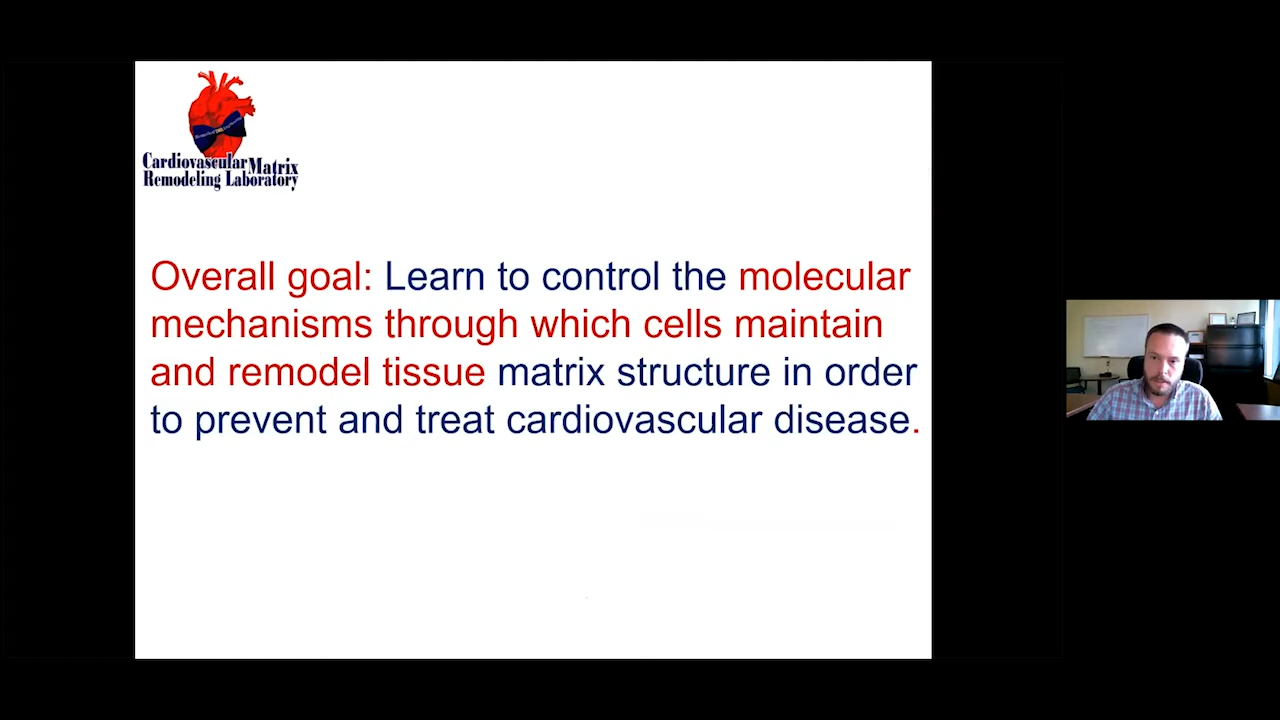 Cardiovascular Matrix
Remodeling Laboratory
Overall goal: Learn to control the molecular
mechanisms through which cells maintain
and remodel tissue matrix structure in order
to prevent and treat cardiovascular disease.